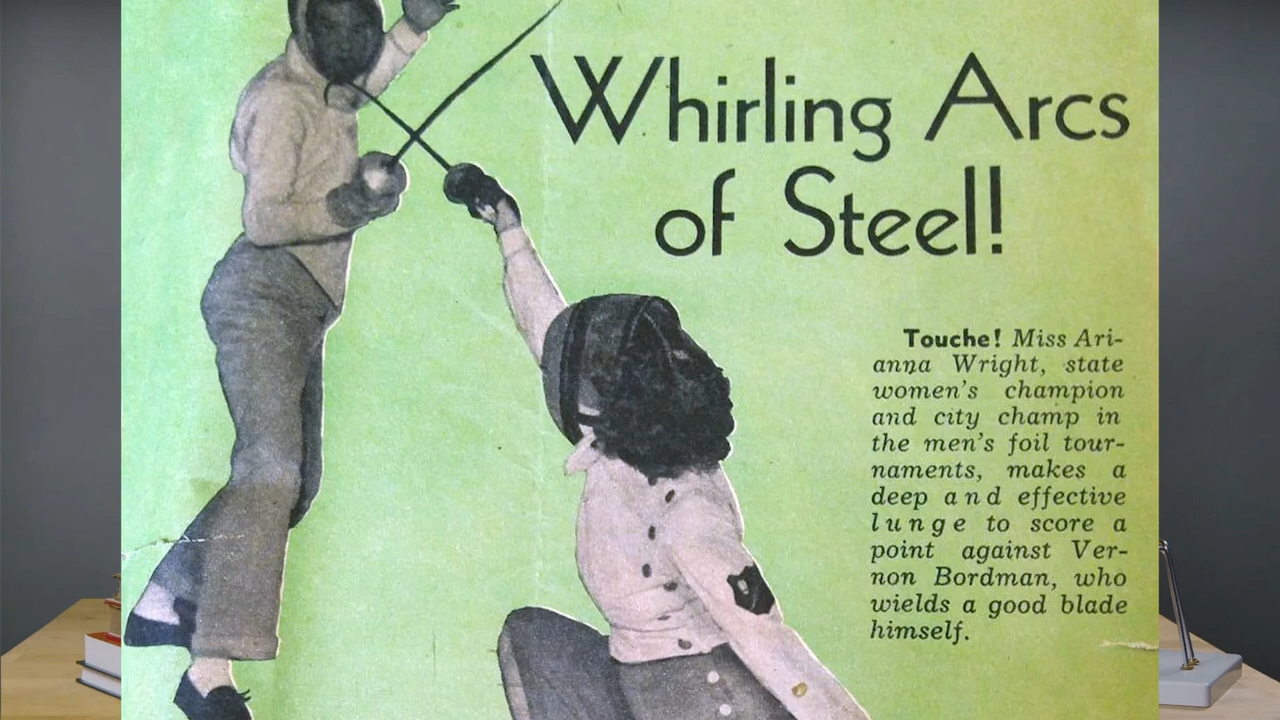 Whirling Arcs
of Steel!
Touche! Miss Ari-
anna Wright, state
women's champion
and city champ in
the men's foil tour-
naments, makes a
deep and effective
lunge to score a
point against Ver-
non Bordman, who
wields a good blade
himself.